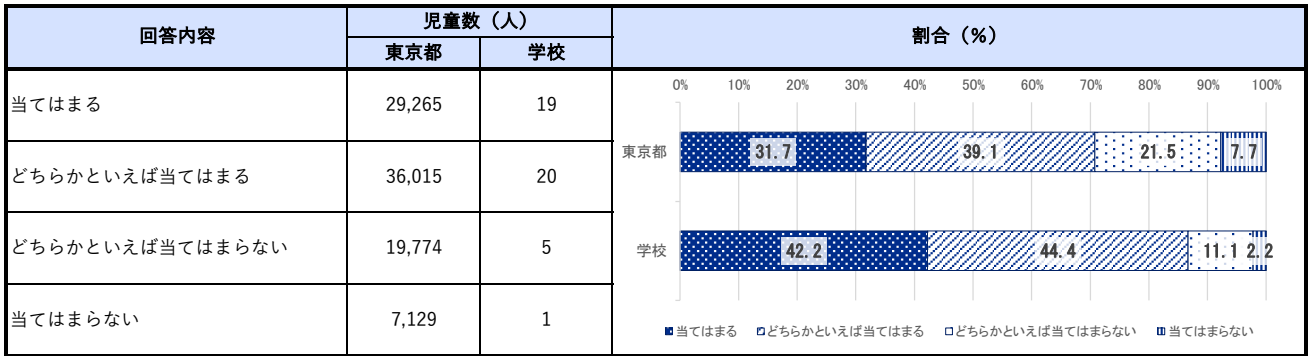 回答内容 児童数（人） 割合（%）
東京都 学校
0% 10% 20% 30% 40% 50% 60% 70% 80% 90% 100%
当てはまる 29,265 19
東京都 31.7 39.1 21.5 7.7
どちらかといえば当てはまる 36,015 20
どちらかといえば当てはまらない 19,774 5
学校 42.2 44.4 11.1 2.2
当てはまらない 7,129 1
当てはまる どちらかといえば当てはまる どちらかといえば当てはまらない 当てはまらない